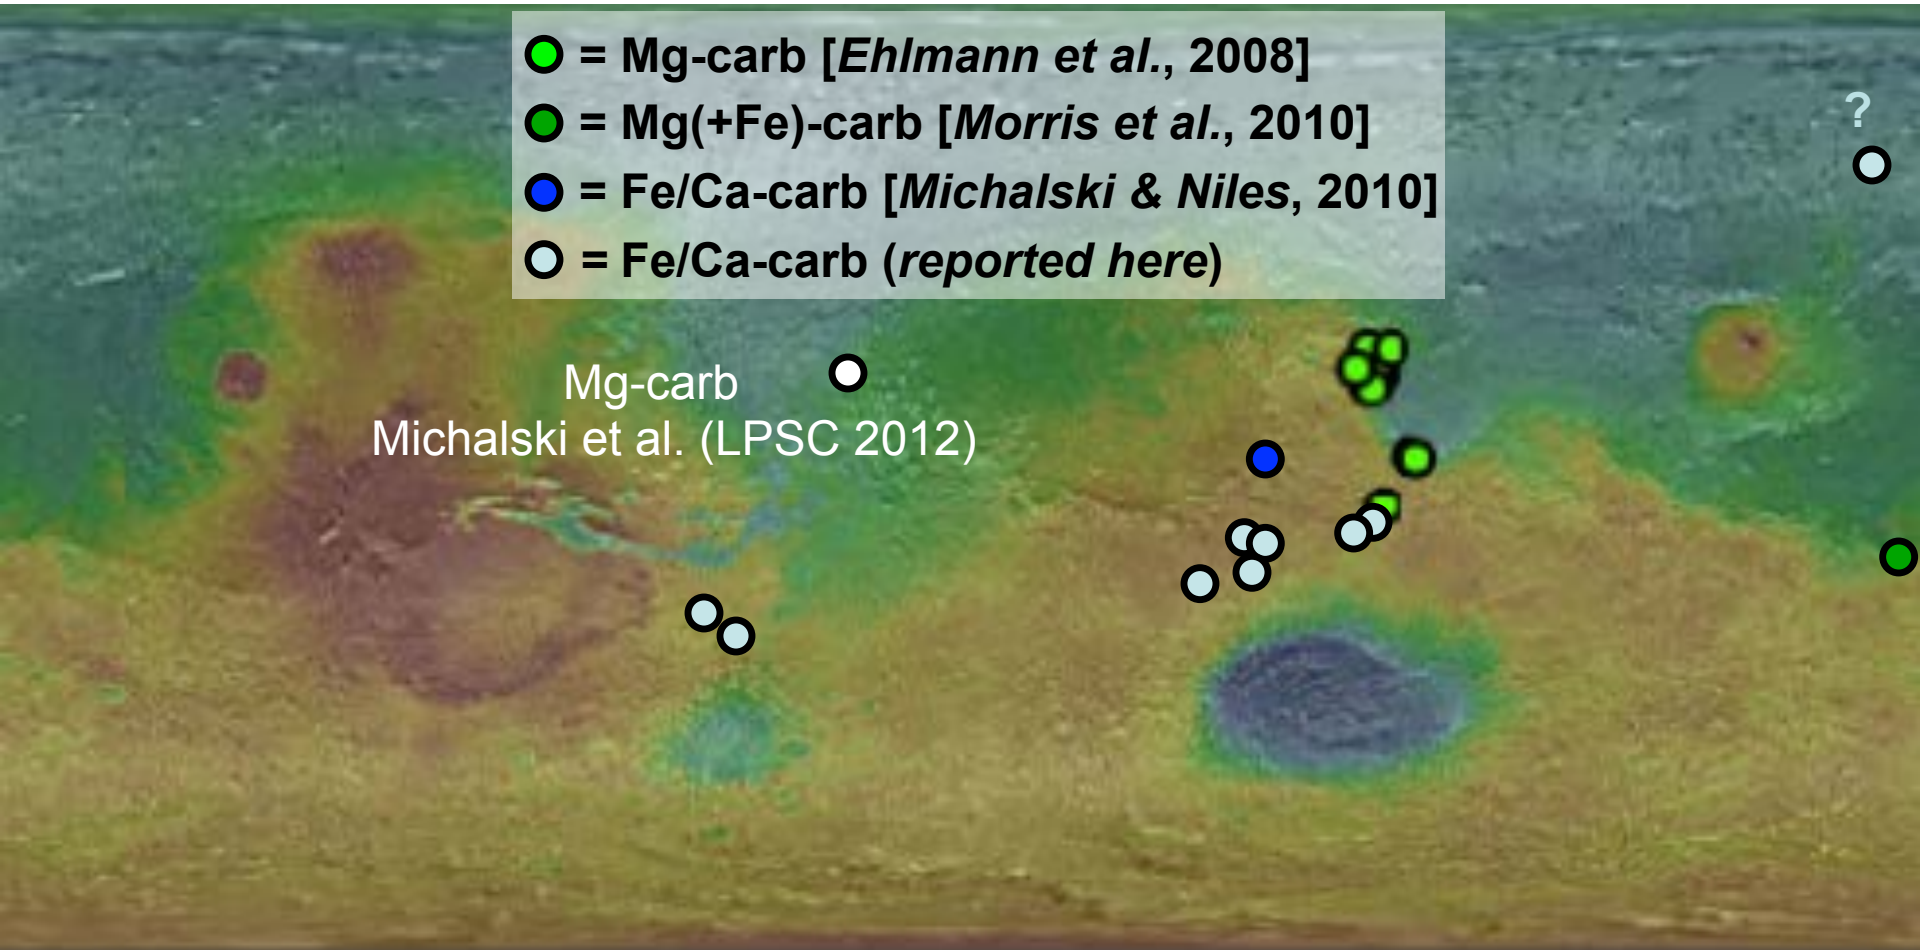 = Mg-carb [Ehlmann et al., 2008]
= Mg(+Fe)-carb [Morris et al., 2010]
= Fe/Ca-carb [Michalski & Niles, 2010]
= Fe/Ca-carb (reported here)
?
Mg-carb
Michalski et al. (LPSC 2012)